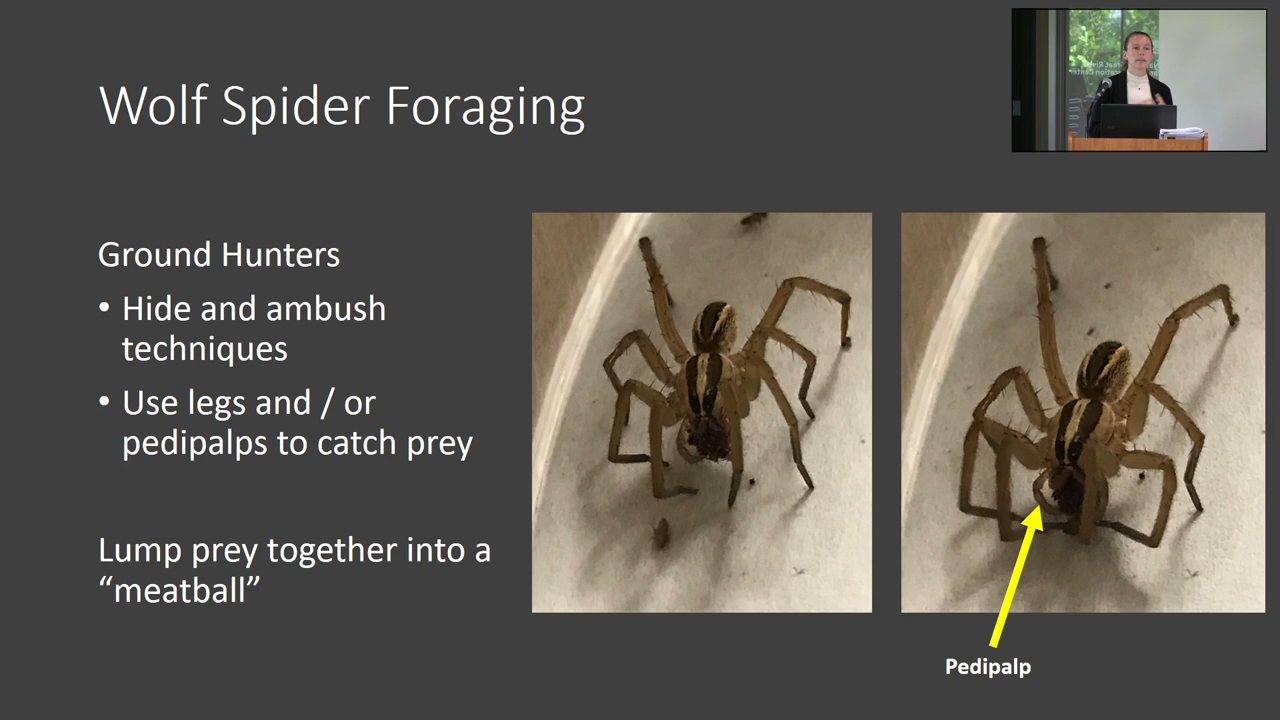 Wolf Spider Foraging
Ground Hunters
• Hide and ambush
techniques
• Use legs and / or
pedipalps to catch prey
Lump prey together into a
“meatball”
Pedipalp